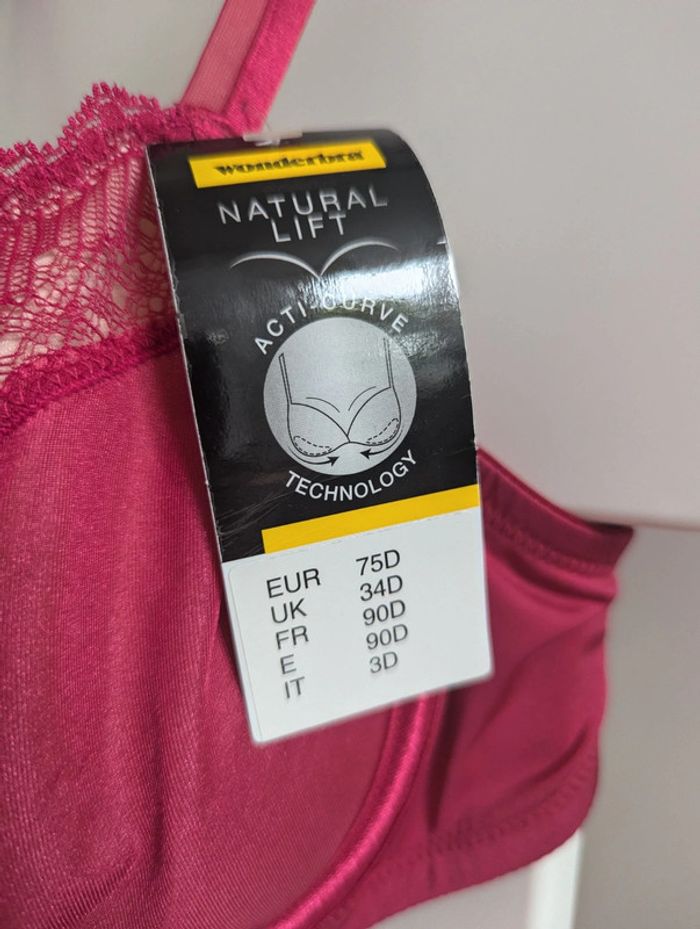 wonderbra
NATURAL
LIFT
ACTI-CURVE
TECHNOLOGY
EUR 75D
UK 34D
FR 90D
E 90D
IT 3D